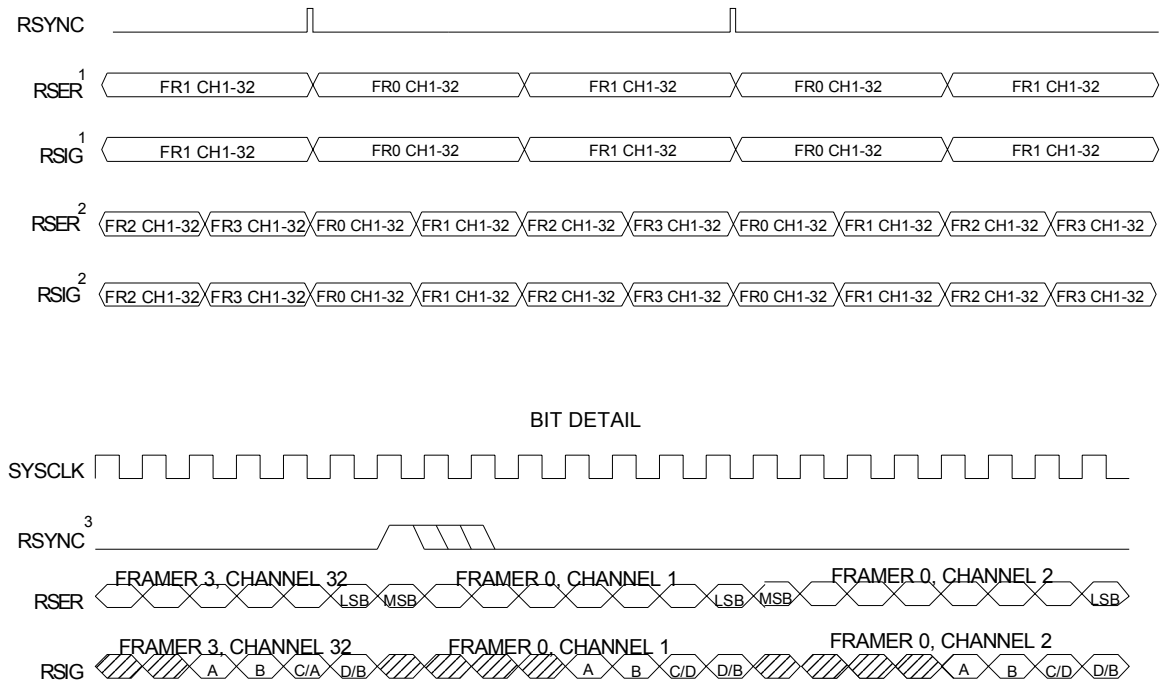 RSYNC
RSER1 FR1 CH1-32 FR0 CH1-32 FR1 CH1-32 FR0 CH1-32 FR1 CH1-32
RSIG1 FR1 CH1-32 FR0 CH1-32 FR1 CH1-32 FR0 CH1-32 FR1 CH1-32
RSER2 FR2 CH1-32 FR3 CH1-32 FR0 CH1-32 FR1 CH1-32 FR2 CH1-32 FR3 CH1-32 FR0 CH1-32 FR1 CH1-32 FR2 CH1-32 FR3 CH1-32
RSIG2 FR2 CH1-32 FR3 CH1-32 FR0 CH1-32 FR1 CH1-32 FR2 CH1-32 FR3 CH1-32 FR0 CH1-32 FR1 CH1-32 FR2 CH1-32 FR3 CH1-32
BIT DETAIL
SYSCLK
RSYNC3
FRAMER 3, CHANNEL 32 FRAMER 0, CHANNEL 1 FRAMER 0, CHANNEL 2
RSER LSB MSB LSB MSB LSB
FRAMER 3, CHANNEL 32 FRAMER 0, CHANNEL 1 FRAMER 0, CHANNEL 2
RSIG A B C/A D/B A B C/D D/B A B C/D D/B